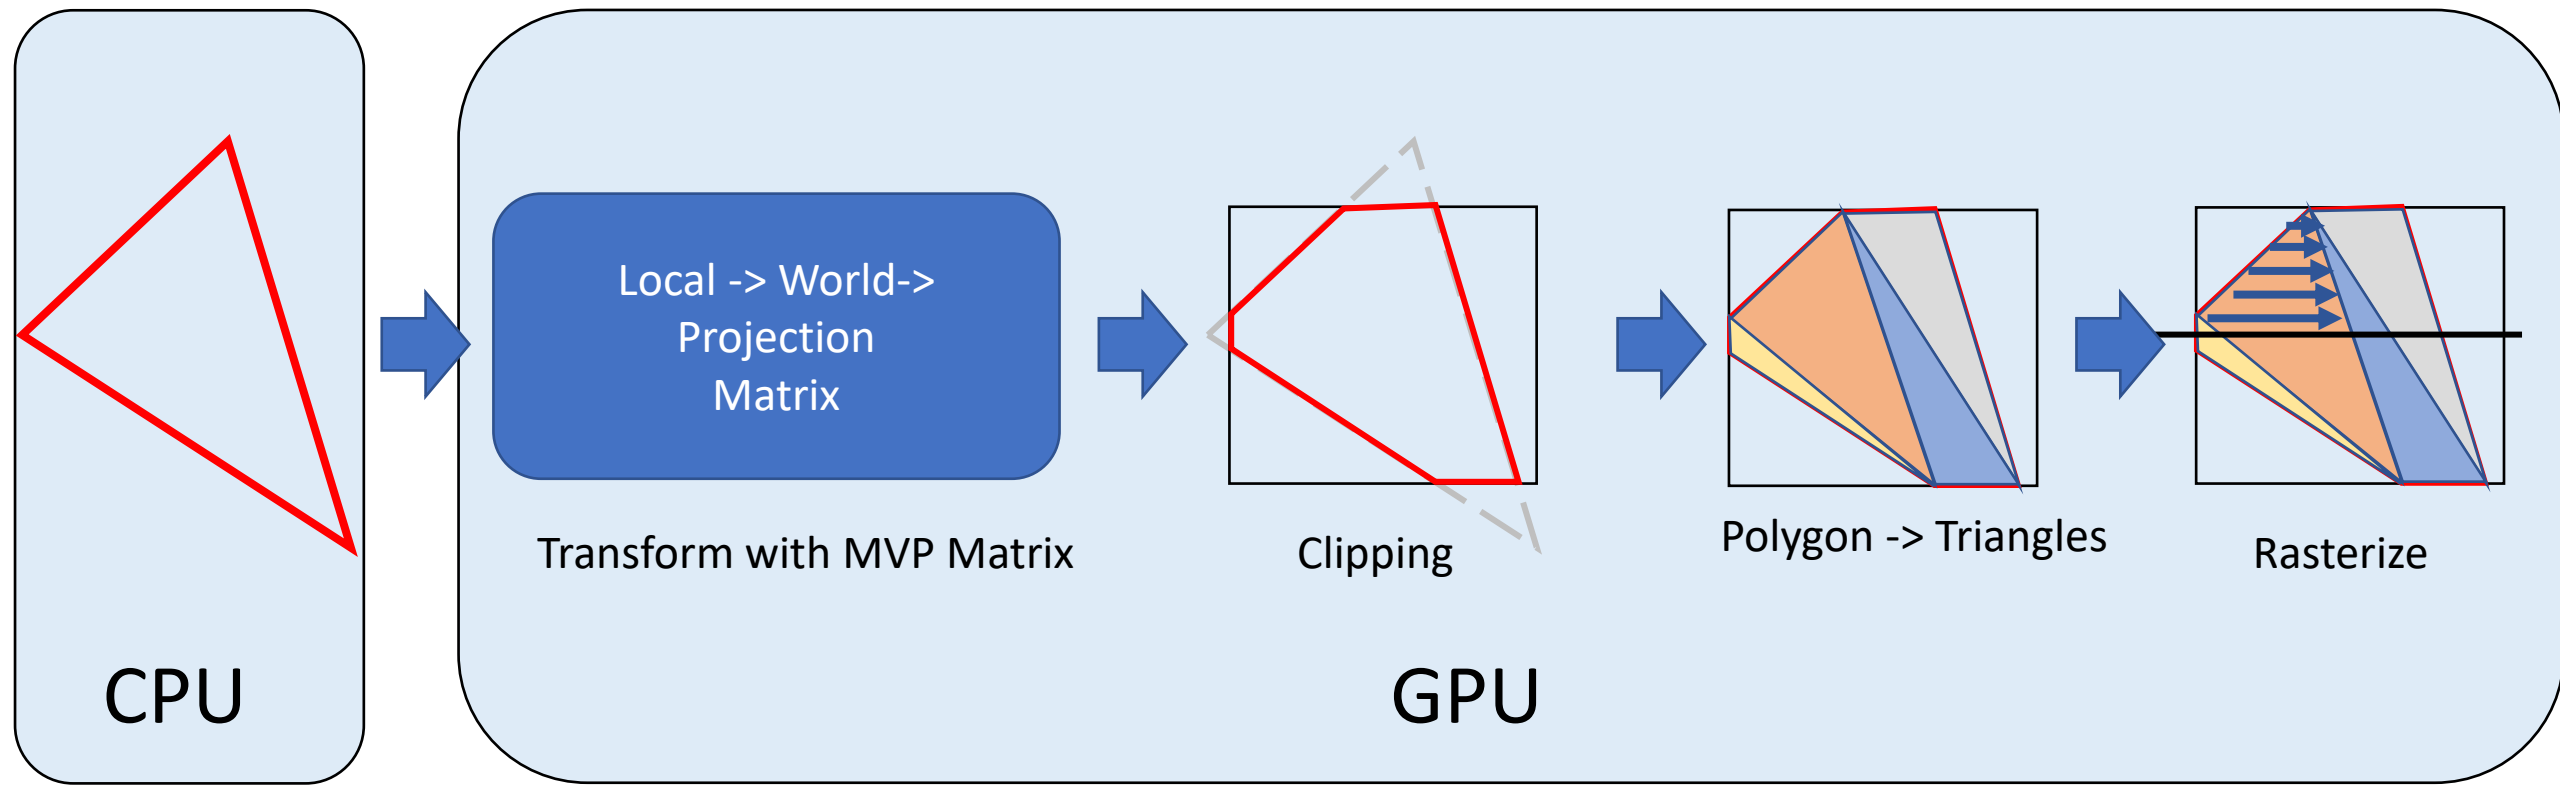 Local -> World->
Projection
Matrix
Transform with MVP Matrix
Clipping
Polygon -> Triangles
Rasterize
CPU
GPU